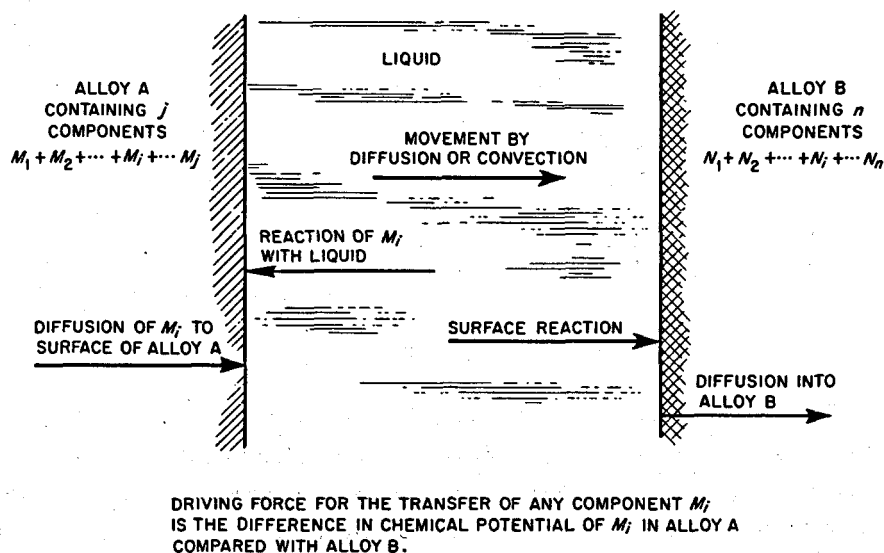 LIQUID
ALLOY A
CONTAINING j
COMPONENTS
M1 + M2 + ··· + Mi + ··· Mj
ALLOY B
CONTAINING n
COMPONENTS
N1 + N2 + ··· + Ni + ··· Nn
MOVEMENT BY
DIFFUSION OR CONVECTION
REACTION OF Mi
WITH LIQUID
DIFFUSION OF Mi TO
SURFACE OF ALLOY A
SURFACE REACTION
DIFFUSION INTO
ALLOY B
DRIVING FORCE FOR THE TRANSFER OF ANY COMPONENT Mi
IS THE DIFFERENCE IN CHEMICAL POTENTIAL OF Mi IN ALLOY A
COMPARED WITH ALLOY B.